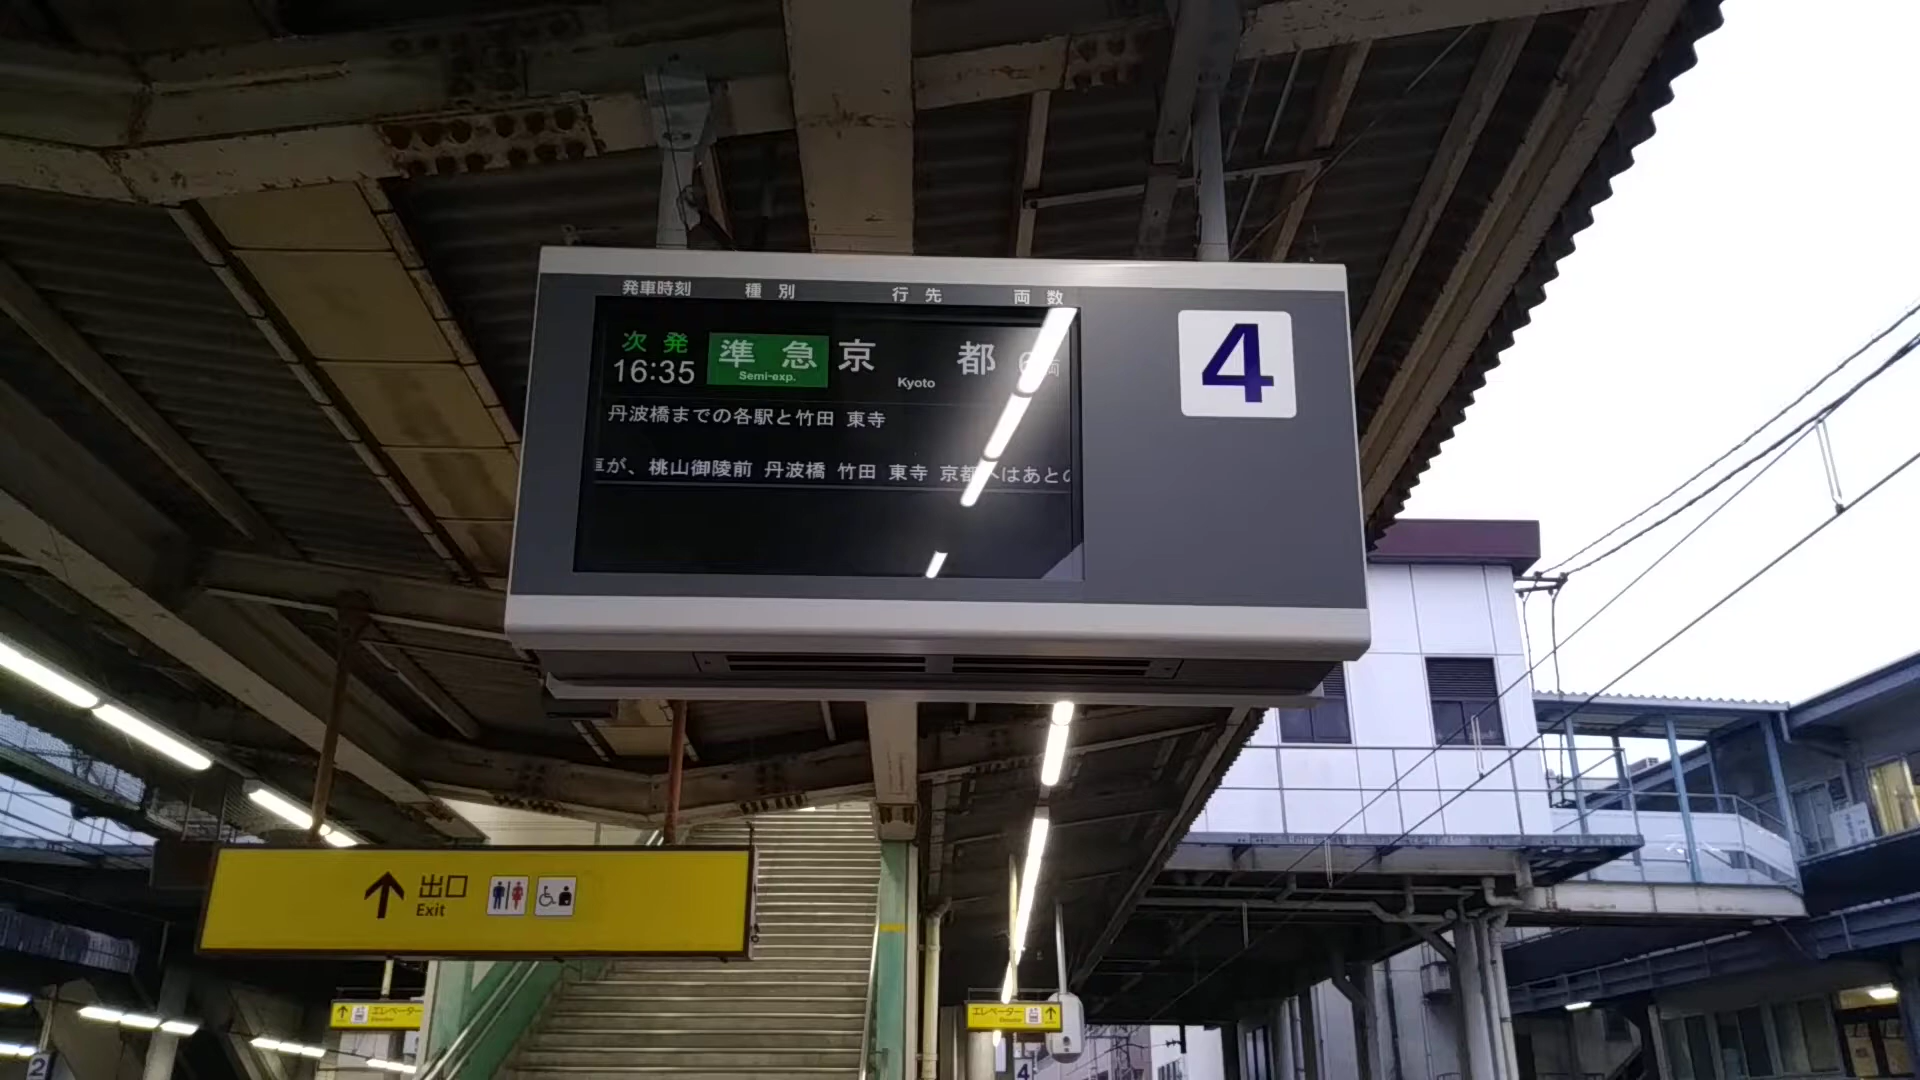 発車時刻 種別 行先 両数
次発
16:35 準急 京都 6両
Semi-exp. Kyoto
丹波橋までの各駅と竹田 東寺
が、桃山御陵前 丹波橋 竹田 東寺 京都へはあと
4
出口
Exit
エレベーター
エレベーター
2
4